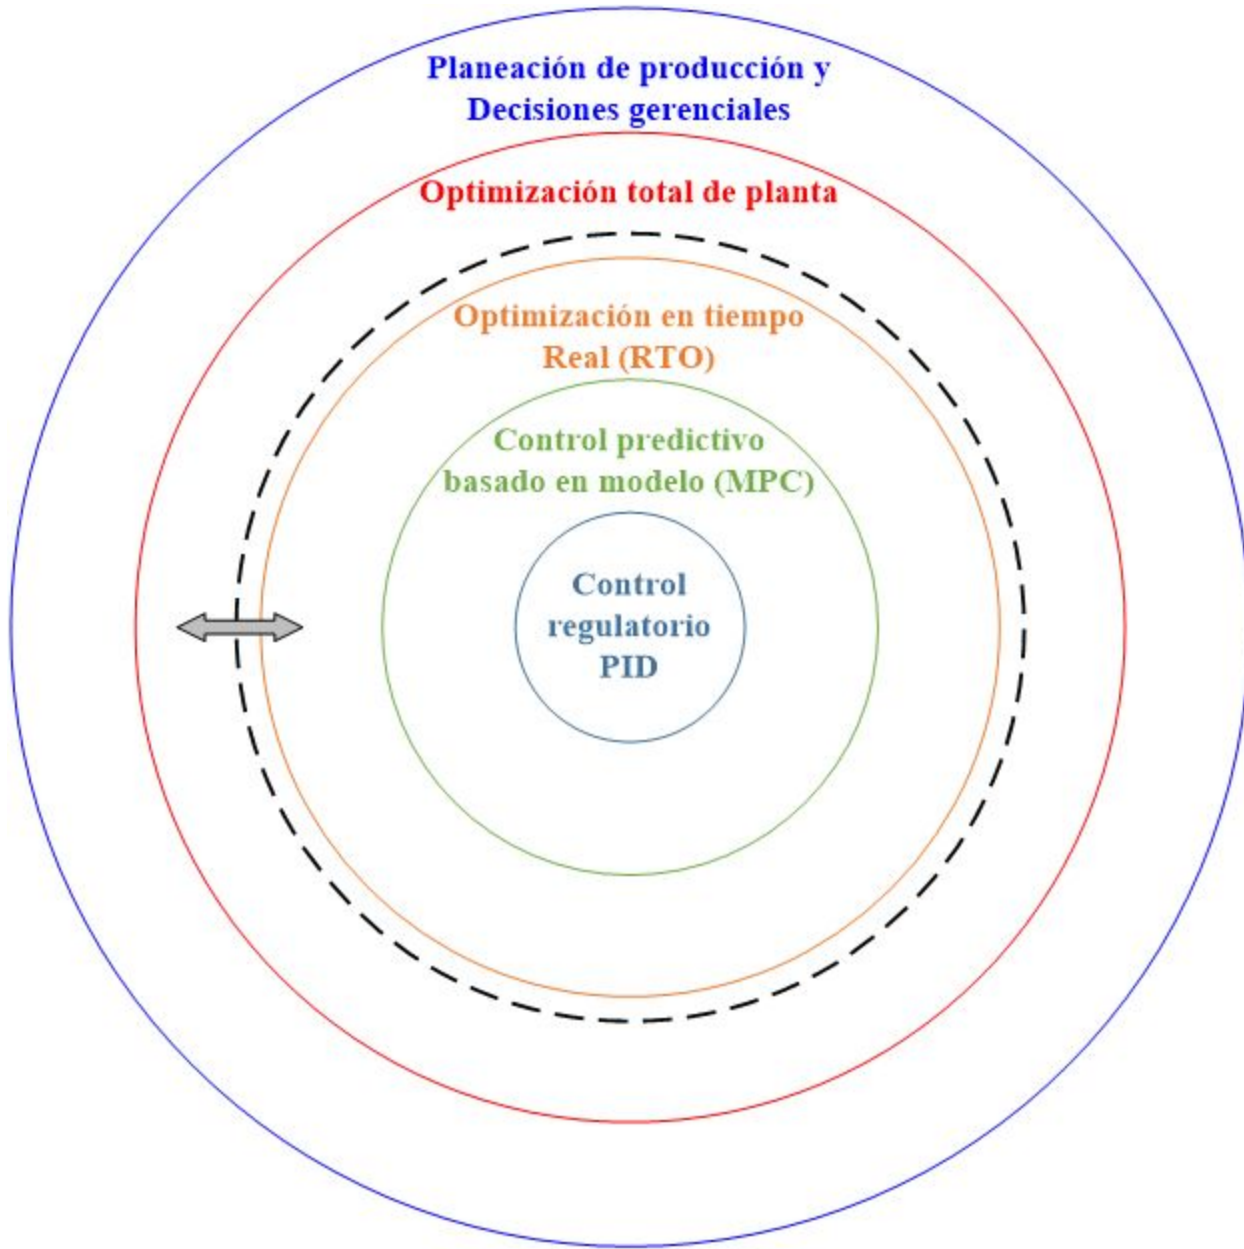 Planeación de producción y
Decisiones gerenciales
Optimización total de planta
Optimización en tiempo
Real (RTO)
Control predictivo
basado en modelo (MPC)
Control
regulatorio
PID